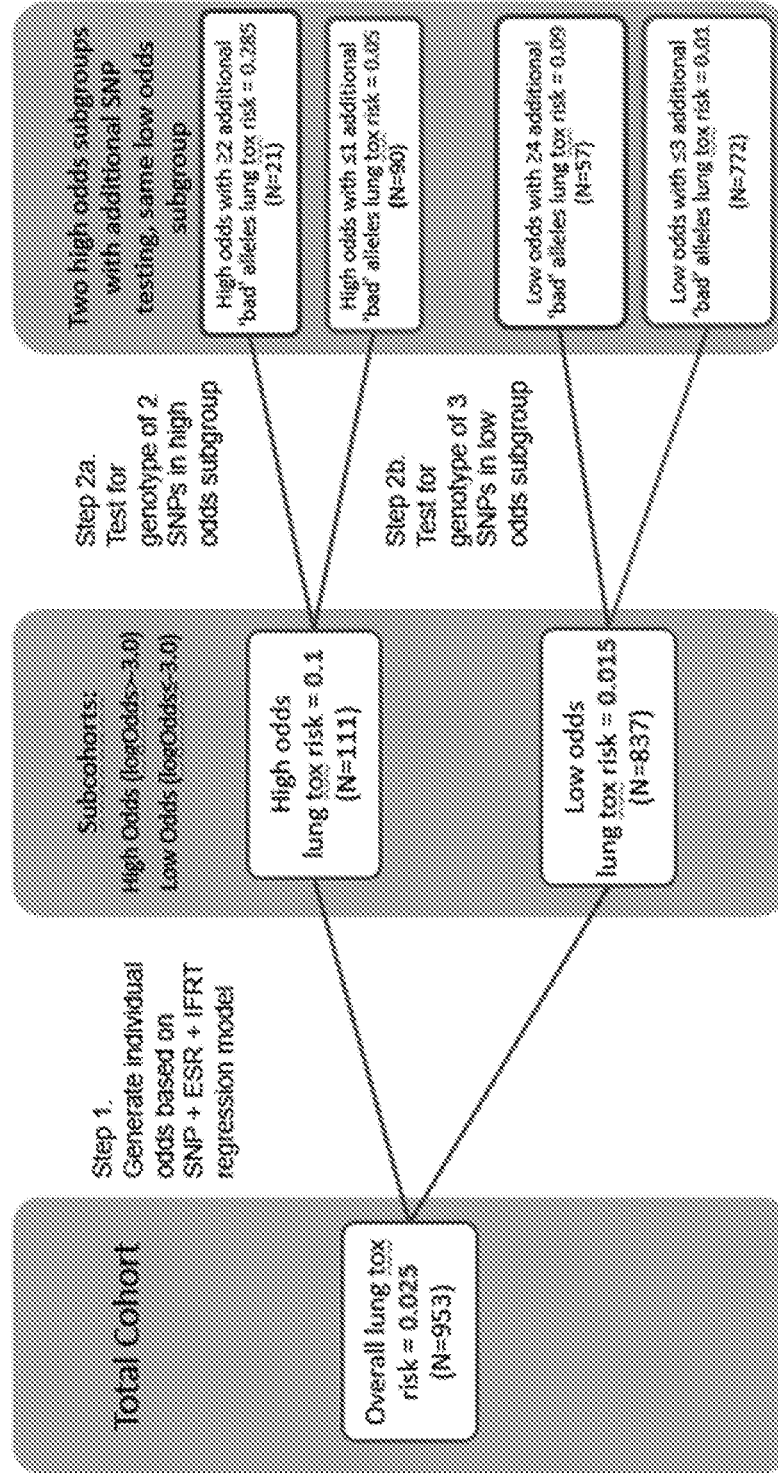 Total Cohort
Overall lung tox
risk = 0.025
(N=953)
Step 1.
Generate individual
odds based on
SNP + ESR + IFRT
regression model
Subcohorts:
High Odds (logOdds>-3.0)
Low Odds (logOdds≤-3.0)
High odds
lung tox risk = 0.1
(N=111)
Low odds
lung tox risk = 0.015
(N=837)
Step 2a.
Test for
genotype of 2
SNPs in high
odds subgroup
Step 2b.
Test for
genotype of 3
SNPs in low
odds subgroup
Two high odds subgroups
with additional SNP
testing, same low odds
subgroup
High odds with ≥2 additional
'bad' alleles lung tox risk = 0.285
(N=21)
High odds with ≤1 additional
'bad' alleles lung tox risk = 0.05
(N=90)
Low odds with ≥4 additional
'bad' alleles lung tox risk = 0.09
(N=57)
Low odds with ≤3 additional
'bad' alleles lung tox risk = 0.01
(N=772)